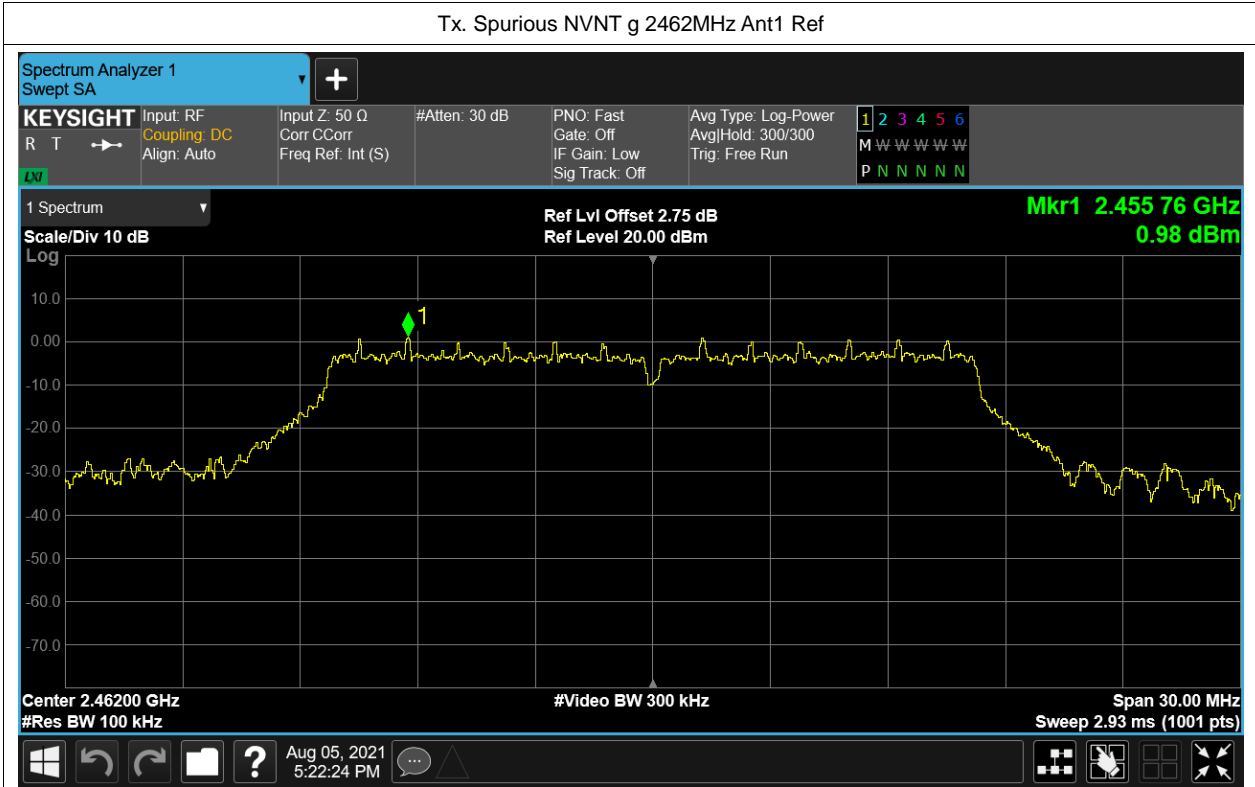 Tx. Spurious NVNT g 2462MHz Ant1 Ref
Spectrum Analyzer 1
Swept SA
KEYSIGHT
R T
LXI
Input: RF
Coupling: DC
Align: Auto
Input Z: 50 Ω
Corr CCorr
Freq Ref: Int (S)
#Atten: 30 dB
PNO: Fast
Gate: Off
IF Gain: Low
Sig Track: Off
Avg Type: Log-Power
Avg|Hold: 300/300
Trig: Free Run
1 2 3 4 5 6
M W W W W W
P N N N N N
1 Spectrum
Scale/Div 10 dB
Log
Ref Lvl Offset 2.75 dB
Ref Level 20.00 dBm
Mkr1 2.455 76 GHz
0.98 dBm
1
10.0
0.00
-10.0
-20.0
-30.0
-40.0
-50.0
-60.0
-70.0
Center 2.46200 GHz
#Video BW 300 kHz
Span 30.00 MHz
#Res BW 100 kHz
Sweep 2.93 ms (1001 pts)
?
Aug 05, 2021
5:22:24 PM